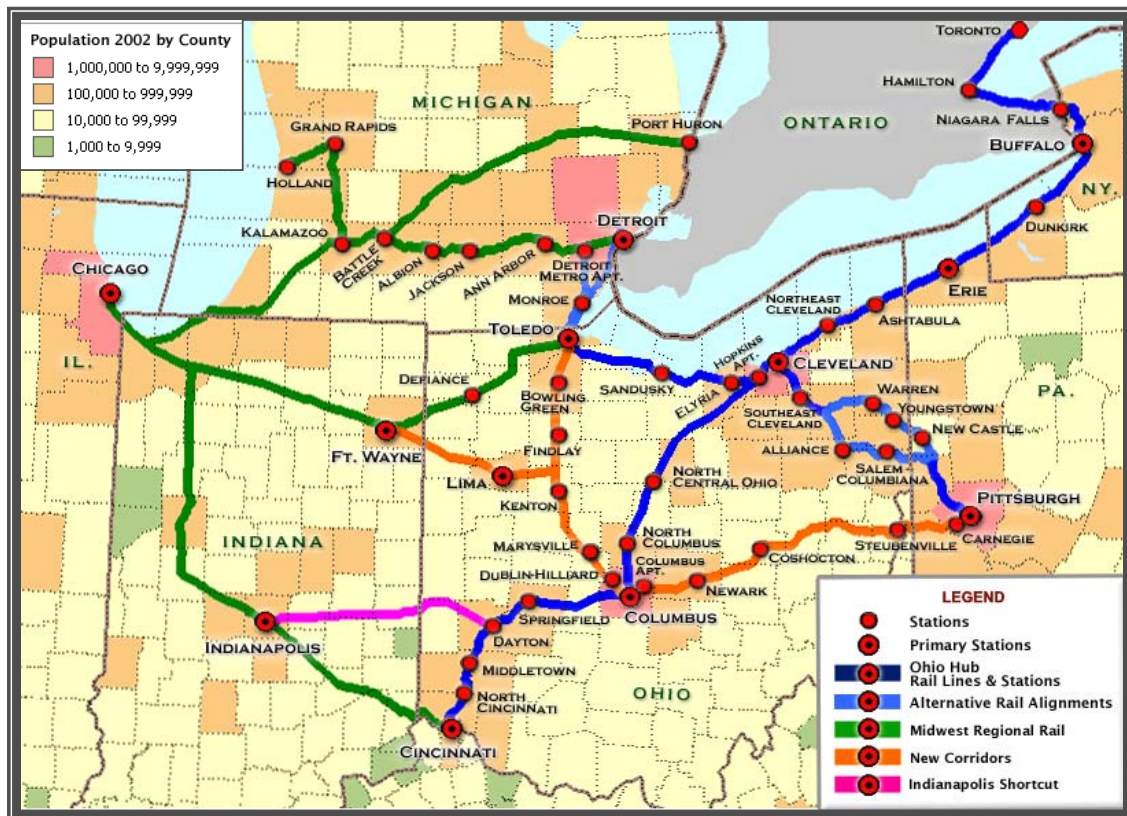 Population 2002 by County
1,000,000 to 9,999,999
100,000 to 999,999
10,000 to 99,999
1,000 to 9,999
TORONTO
HAMILTON
NIAGARA FALLS
BUFFALO
ONTARIO
MICHIGAN
GRAND RAPIDS
PORT HURON
HOLLAND
NY.
DUNKIRK
KALAMAZOO
DETROIT
BATTLE
CREEK
ALBION
JACKSON
ANN ARBOR
DETROIT
METRO APT.
CHICAGO
ERIE
MONROE
NORTHEAST
CLEVELAND
ASHTABULA
TOLEDO
HOPKINS
APT.
CLEVELAND
IL.
DEFIANCE
BOWLING
GREEN
SANDUSKY
ELYRIA
SOUTHEAST
CLEVELAND
WARREN
YOUNGSTOWN
NEW CASTLE
PA.
FT. WAYNE
FINDLAY
ALLIANCE
SALEM-
COLUMBIANA
LIMA
KENTON
NORTH
CENTRAL OHIO
PITTSBURGH
CARNEGIE
STEUBENVILLE
INDIANA
MARYSVILLE
NORTH
COLUMBUS
COLUMBUS
APT.
COSHOCTON
DUBLIN-HILLIARD
NEWARK
COLUMBUS
SPRINGFIELD
INDIANAPOLIS
DAYTON
MIDDLETOWN
OHIO
NORTH
CINCINNATI
CINCINNATI
LEGEND
Stations
Primary Stations
Ohio Hub
Rail Lines & Stations
Alternative Rail Alignments
Midwest Regional Rail
New Corridors
Indianapolis Shortcut